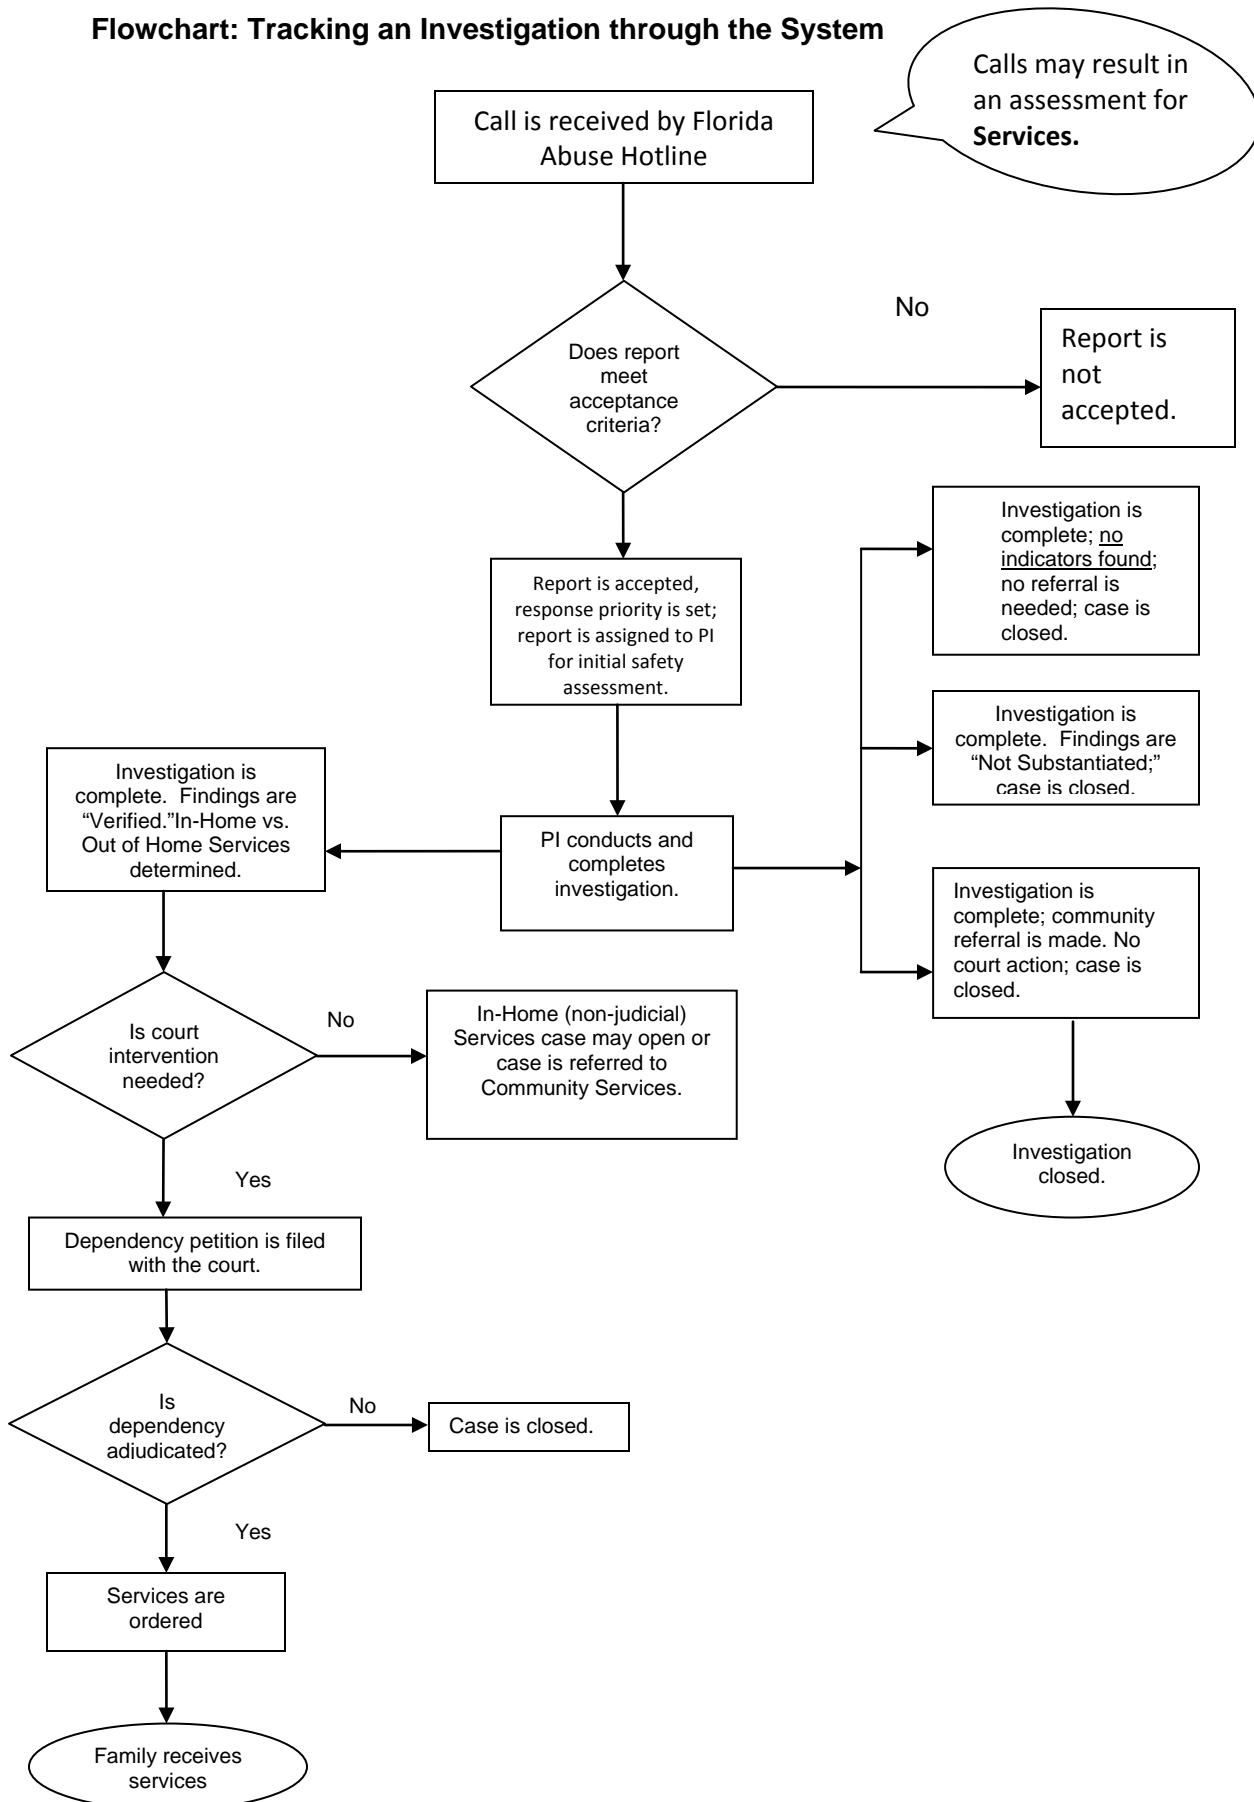 Flowchart: Tracking an Investigation through the System
Calls may result in
an assessment for
Services.
Call is received by Florida
Abuse Hotline
Does report
meet
acceptance
criteria?
No
Report is
not
accepted.
Report is accepted,
response priority is set;
report is assigned to PI
for initial safety
assessment.
Investigation is
complete; no
indicators found;
no referral is
needed; case is
closed.
Investigation is
complete. Findings are
“Not Substantiated;”
case is closed.
Investigation is
complete. Findings are
“Verified.”In-Home vs.
Out of Home Services
determined.
PI conducts and
completes
investigation.
Investigation is
complete; community
referral is made. No
court action; case is
closed.
Is court
intervention
needed?
No
In-Home (non-judicial)
Services case may open or
case is referred to
Community Services.
Investigation
closed.
Yes
Dependency petition is filed
with the court.
Is
dependency
adjudicated?
No
Case is closed.
Yes
Services are
ordered
Family receives
services